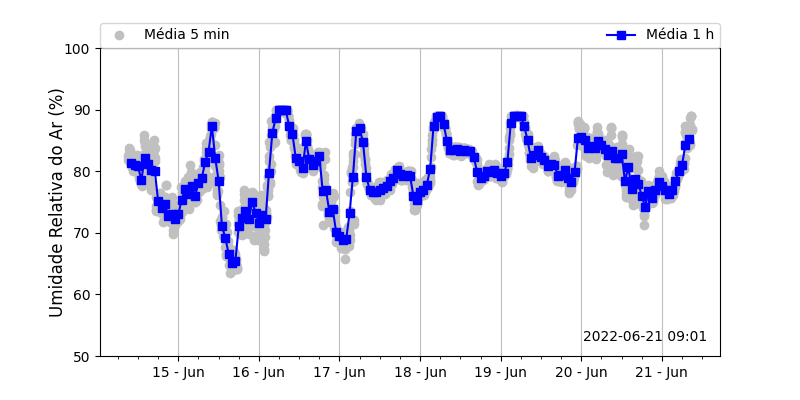 Média 5 min
Média 1 h
100
90
80
70
60
50
Umidade Relativa do Ar (%)
2022-06-21 09:01
15 - Jun
16 - Jun
17 - Jun
18 - Jun
19 - Jun
20 - Jun
21 - Jun